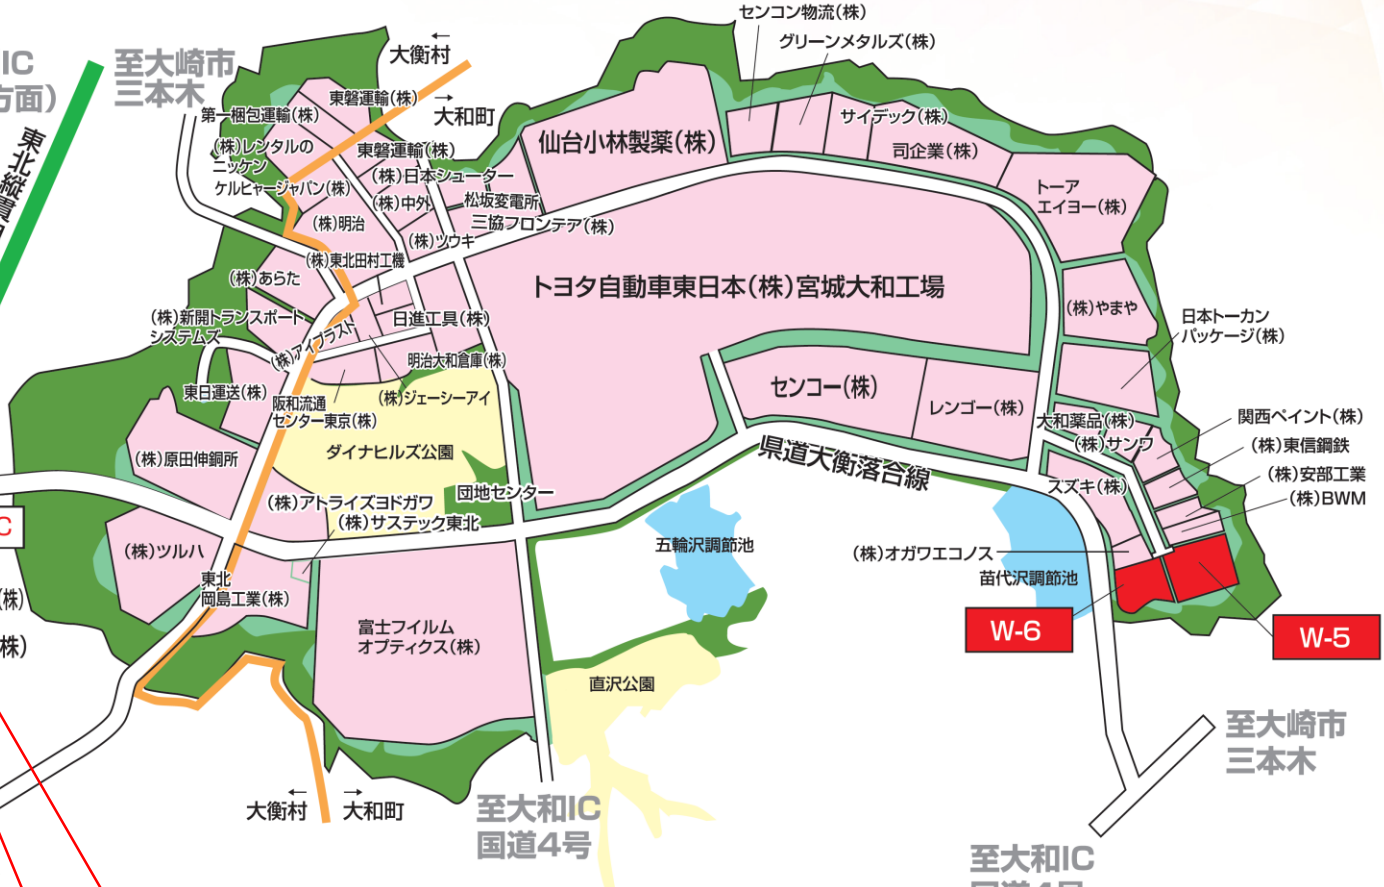 センコン物流(株)
グリーンメタルズ(株)
←
大衡村
IC
方面)
至大崎市
三本木
東北縦貫
東磐運輸(株)
→
大和町
第一梱包運輸(株)
サイデック(株)
仙台小林製薬(株)
司企業(株)
(株)レンタルの
ニッケン
東磐運輸(株)
(株)日本シューター
ケルヒャージャパン(株)
トーア
エイヨー(株)
(株)中外
松坂変電所
三協フロンテア(株)
(株)明治
(株)ツウキ
(株)東北田村工機
(株)あらた
トヨタ自動車東日本(株)宮城大和工場
(株)やまや
(株)新開トランスポート
システムズ
日進工具(株)
日本トーカン
パッケージ(株)
(株)アイプラスト
明治大和倉庫(株)
東日運送(株)
阪和流通
センター東京(株)
(株)ジェーシーアイ
センコー(株)
レンゴー(株)
大和薬品(株)
(株)サンワ
関西ペイント(株)
(株)東信鋼鉄
(株)原田伸銅所
ダイナヒルズ公園
県道大衡落合線
(株)安部工業
スズキ(株)
(株)BWM
団地センター
(株)アトライズヨドガワ
(株)サステック東北
C
(株)ツルハ
五輪沢調節池
(株)オガワエコノス
苗代沢調節池
東北
岡島工業(株)
(株)
株)
富士フイルム
オプティクス(株)
W-6
W-5
直沢公園
至大崎市
三本木
←
大衡村
→
大和町
至大和IC
国道4号
至大和IC
国道4号